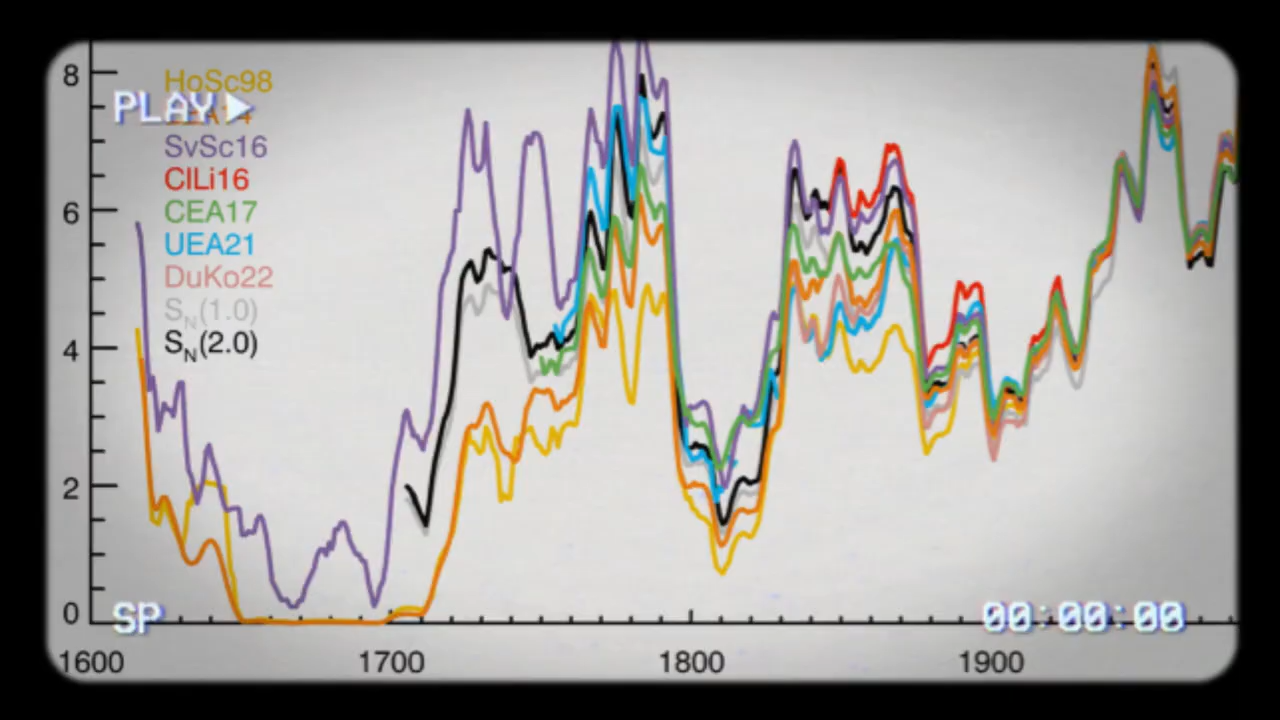 8
HoSc98
PLAY
SvSc16
ClLi16
CEA17
UEA21
DuKo22
S_N(1.0)
S_N(2.0)
6
4
2
0
SP
00:00:00
1600 1700 1800 1900